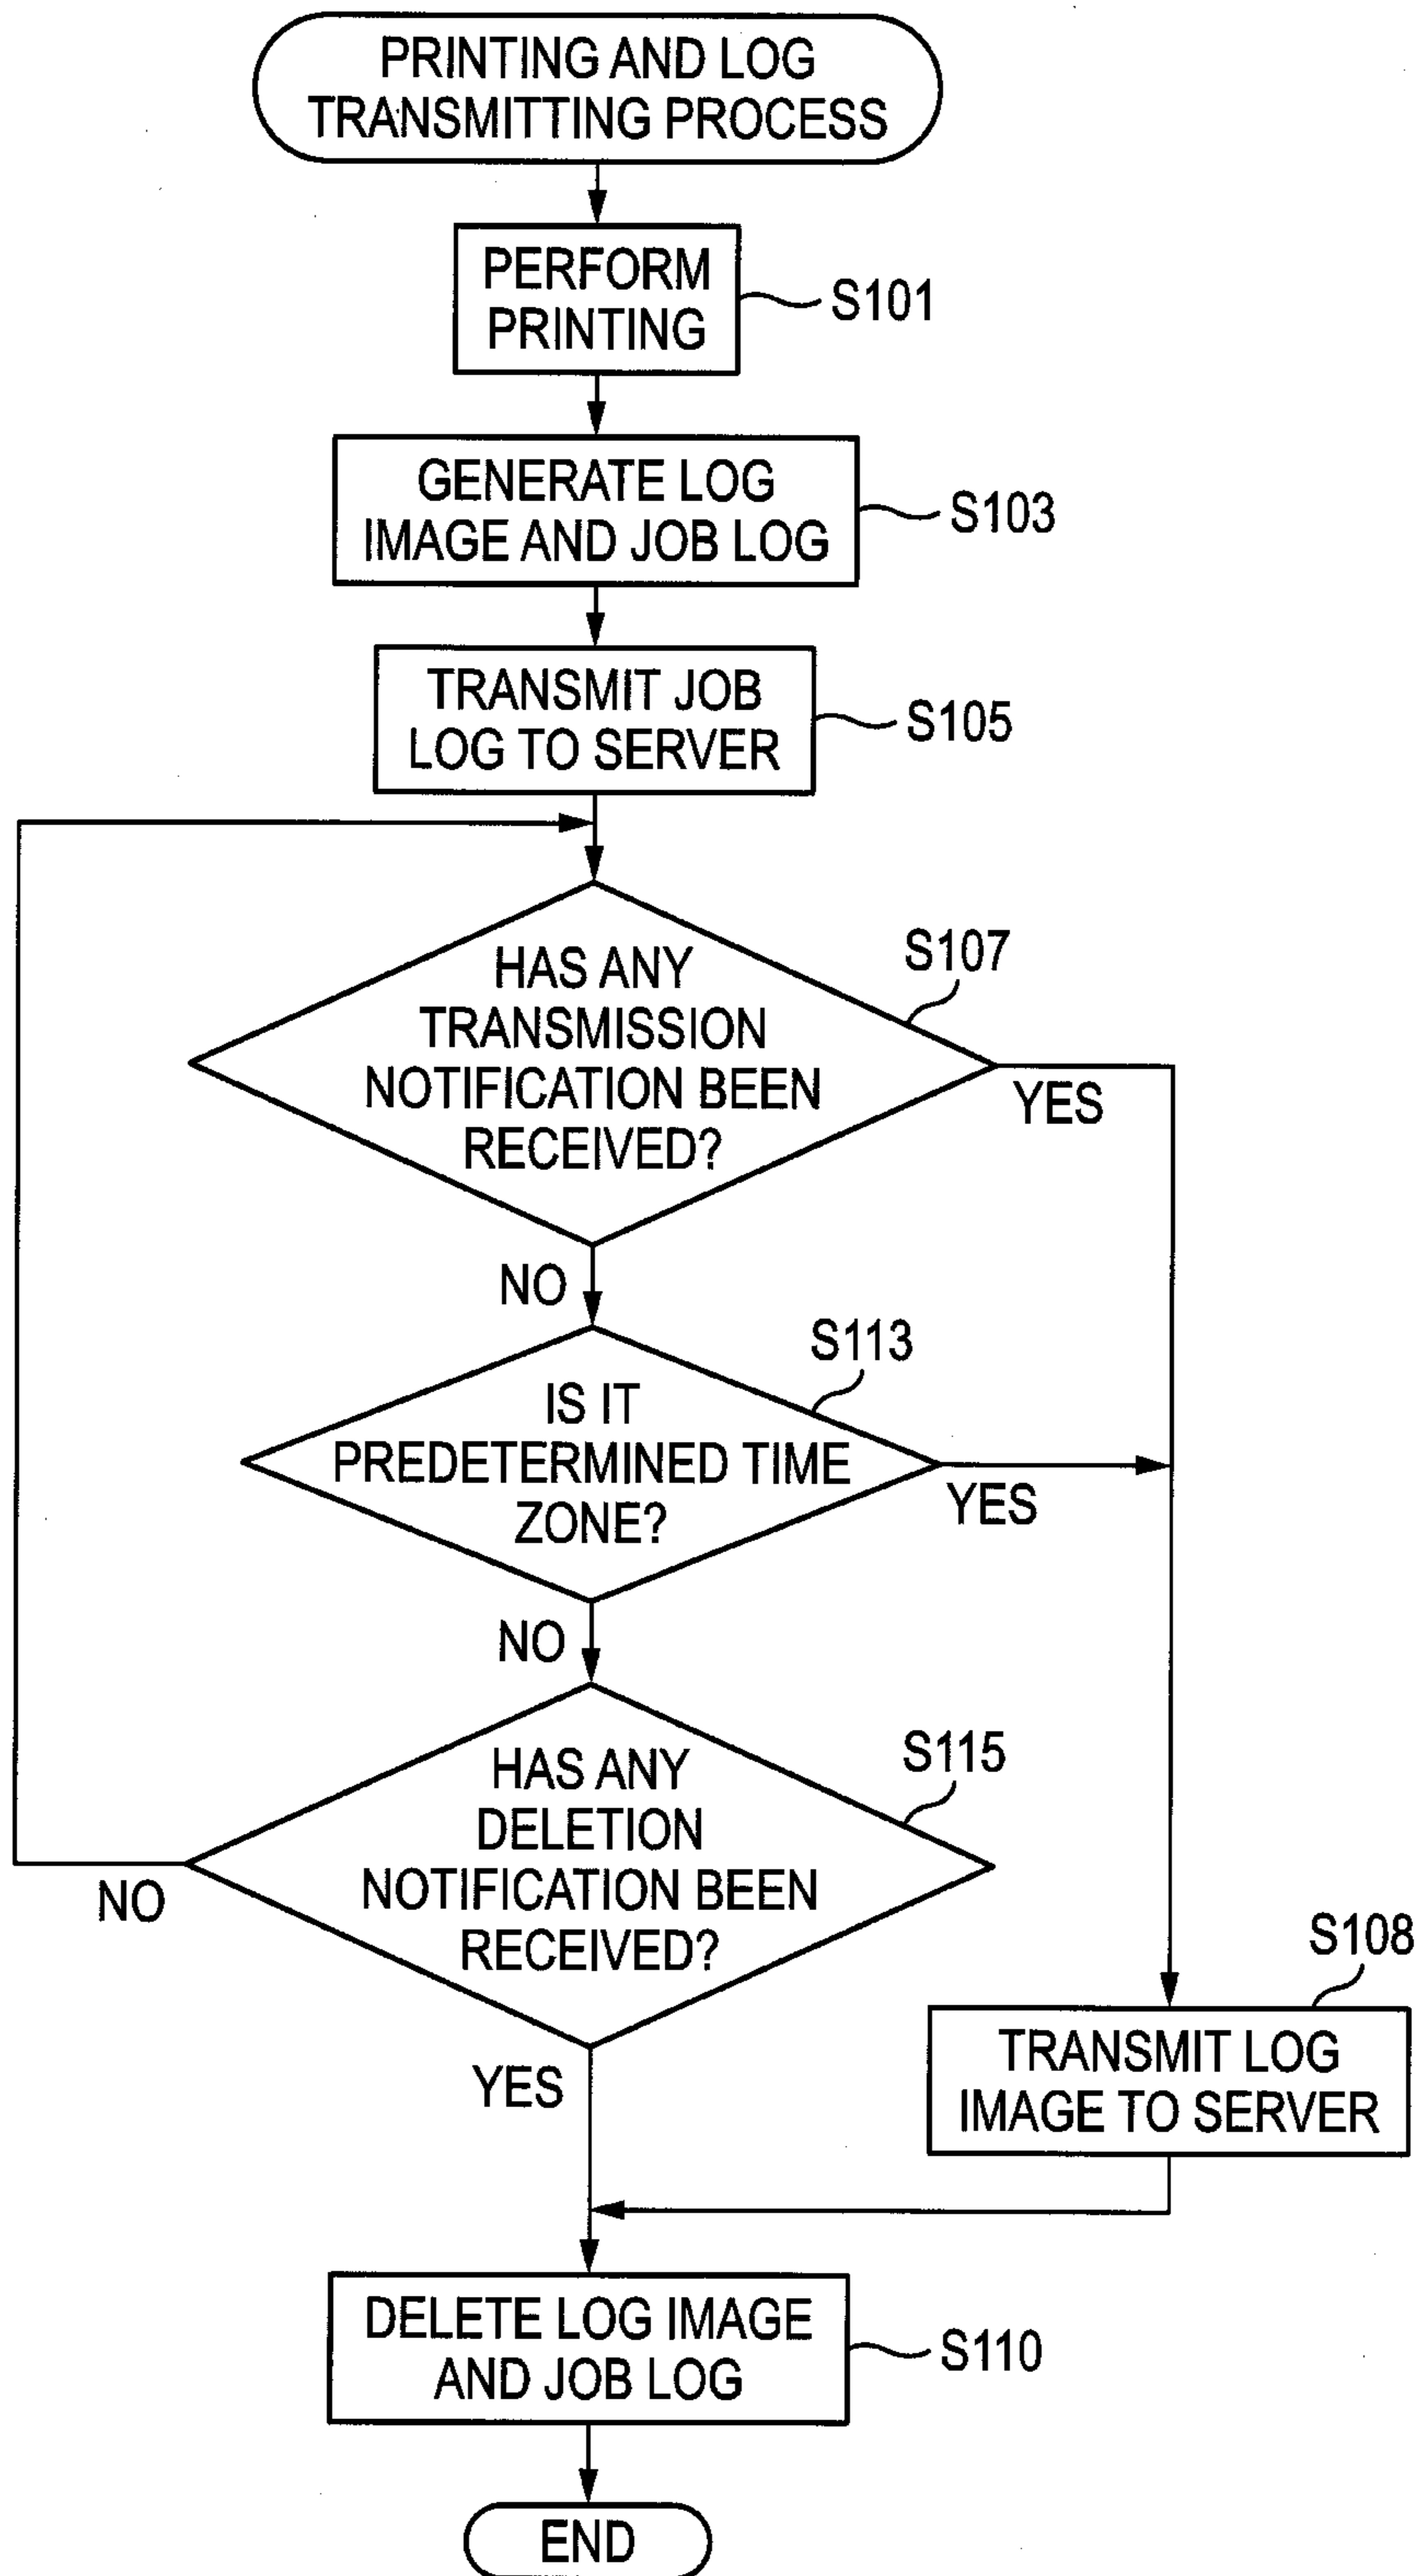 PRINTING AND LOG
TRANSMITTING PROCESS
PERFORM
PRINTING
S101
GENERATE LOG
IMAGE AND JOB LOG
S103
TRANSMIT JOB
LOG TO SERVER
S105
HAS ANY
TRANSMISSION
NOTIFICATION BEEN
RECEIVED?
S107
YES
NO
IS IT
PREDETERMINED TIME
ZONE?
S113
YES
NO
HAS ANY
DELETION
NOTIFICATION BEEN
RECEIVED?
S115
NO
YES
TRANSMIT LOG
IMAGE TO SERVER
S108
DELETE LOG IMAGE
AND JOB LOG
S110
END